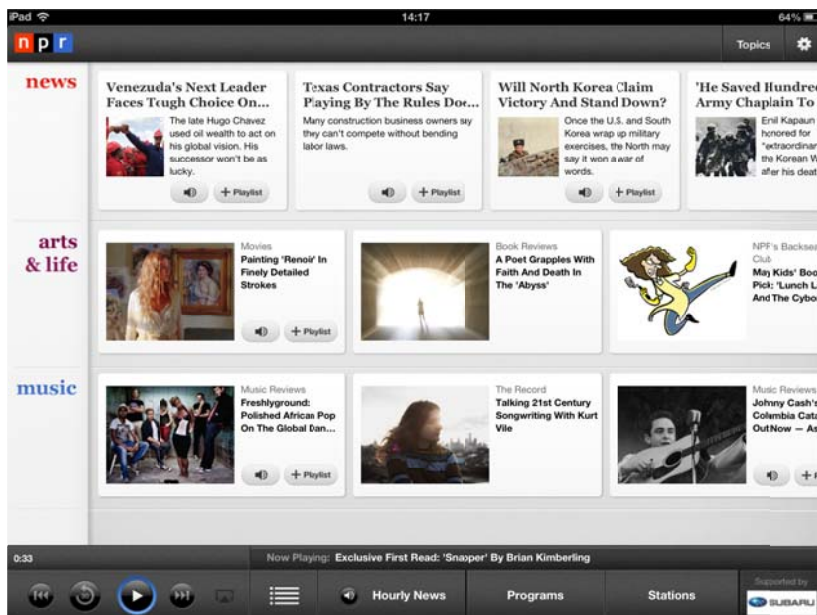 iPad
14:17
64%
npr
Topics
news
Venezuda's Next Leader
Faces Tough Choice On...
The late Hugo Chavez
used oil wealth to act on
his global vision. His
successor won't be as
lucky.
+ Playlist
Texas Contractors Say
Playing By The Rules Doe...
Many construction business owners say
they can't compete without bending
labor laws.
+ Playlist
Will North Korea Claim
Victory And Stand Down?
Once the U.S. and South
Korea wrap up military
exercises, the North may
say it won a war of
words.
+ Playlist
'He Saved Hundred
Army Chaplain To
Emil Kapaun
honored for
"extraordinar
the Korean W
after his deat
arts
& life
Movies
Painting 'Renoir' In
Finely Detailed
Strokes
+ Playlist
Book Reviews
A Poet Grapples With
Faith And Death In
The 'Abyss'
NPR's Backsea
Club
May Kids' Boo
Pick: 'Lunch L
And The Cybo
music
Music Reviews
Freshlyground:
Polished African Pop
On The Global Dan...
+ Playlist
The Record
Talking 21st Century
Songwriting With Kurt
Vile
Music Reviews
Johnny Cash's
Columbia Cata
Out Now — As
+ P
0:33
Now Playing: Exclusive First Read: 'Snapper' By Brian Kimberling
30
Hourly News
Programs
Stations
Supported by
SUBARU